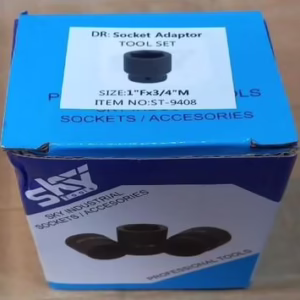 DR: Socket Adaptor
TOOL SET
SIZE:1"Fx3/4"M
ITEM NO:ST-9408
TOOLS
SOCKETS / ACCESORIES
SKY
SKY INDUSTRIAL
SOCKETS / ACCESORIES
PROFESSIONAL TOOLS